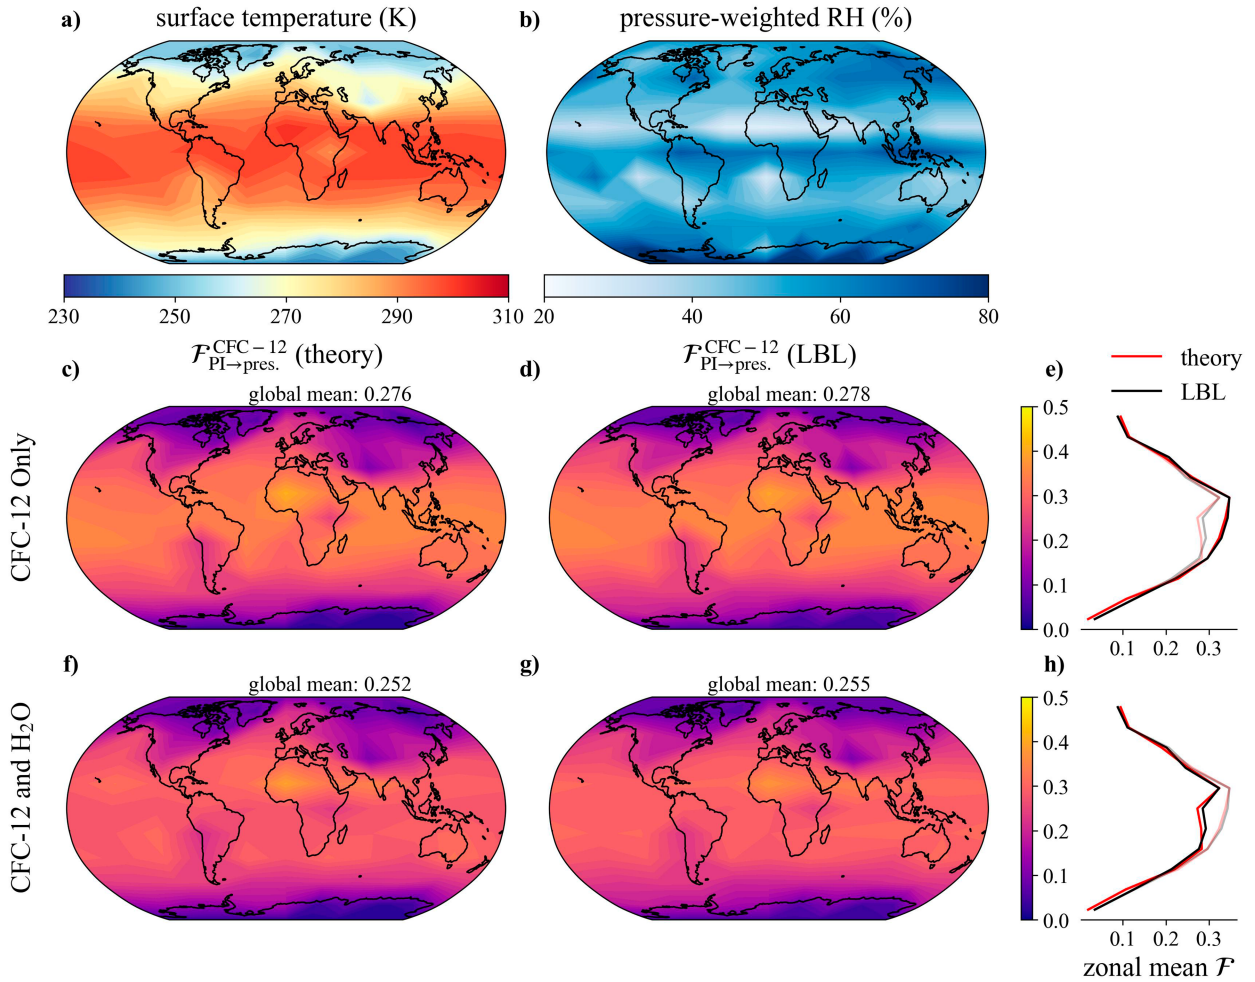 a) surface temperature (K)
b) pressure-weighted RH (%)
230 250 270 290 310
20 40 60 80
c) ℱ CFC−12 PI→pres. (theory)
d) ℱ CFC−12 PI→pres. (LBL)
e) theory
LBL
global mean: 0.276
global mean: 0.278
CFC-12 Only
0.5
0.4
0.3
0.2
0.1
0.0
0.1 0.2 0.3
f) global mean: 0.252
g) global mean: 0.255
h)
CFC-12 and H₂O
0.5
0.4
0.3
0.2
0.1
0.0
0.1 0.2 0.3
zonal mean ℱ